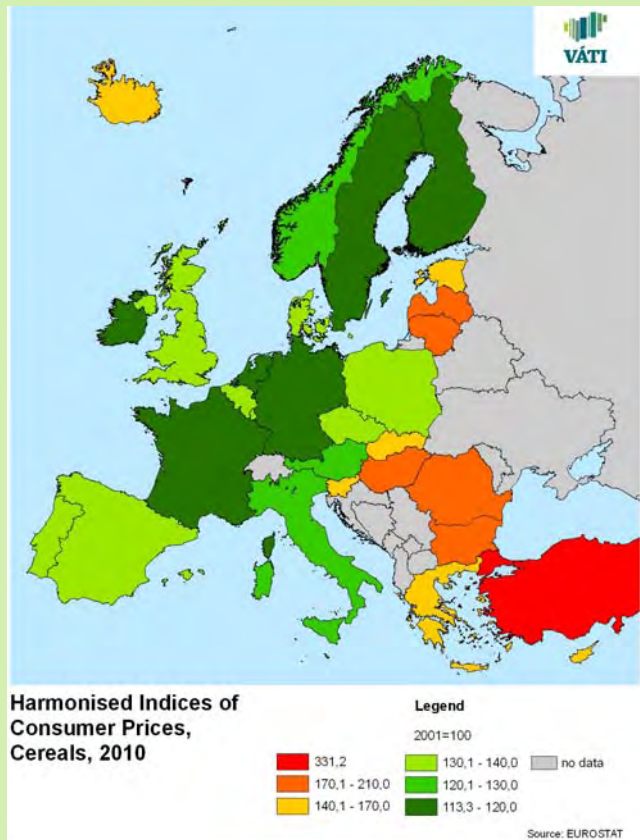 VÁTI
Harmonised Indices of
Consumer Prices,
Cereals, 2010
Legend
2001=100
331,2
170,1 - 210,0
140,1 - 170,0
130,1 - 140,0
120,1 - 130,0
113,3 - 120,0
no data
Source: EUROSTAT